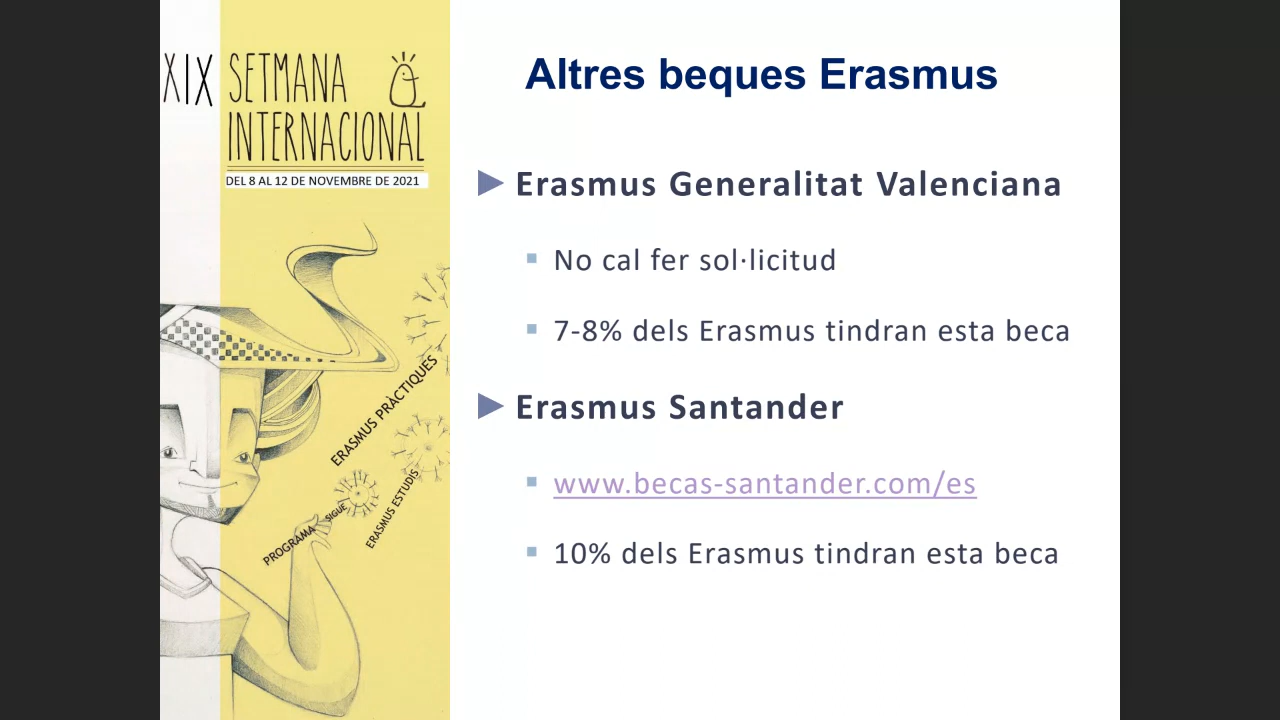 XIX SETMANA
INTERNACIONAL
DEL 8 AL 12 DE NOVEMBRE DE 2021
ERASMUS PRÀCTIQUES
ERASMUS ESTUDIS
PROGRAMA SIGUE
Altres beques Erasmus
Erasmus Generalitat Valenciana
No cal fer sol·licitud
7-8% dels Erasmus tindran esta beca
Erasmus Santander
www.becas-santander.com/es
10% dels Erasmus tindran esta beca